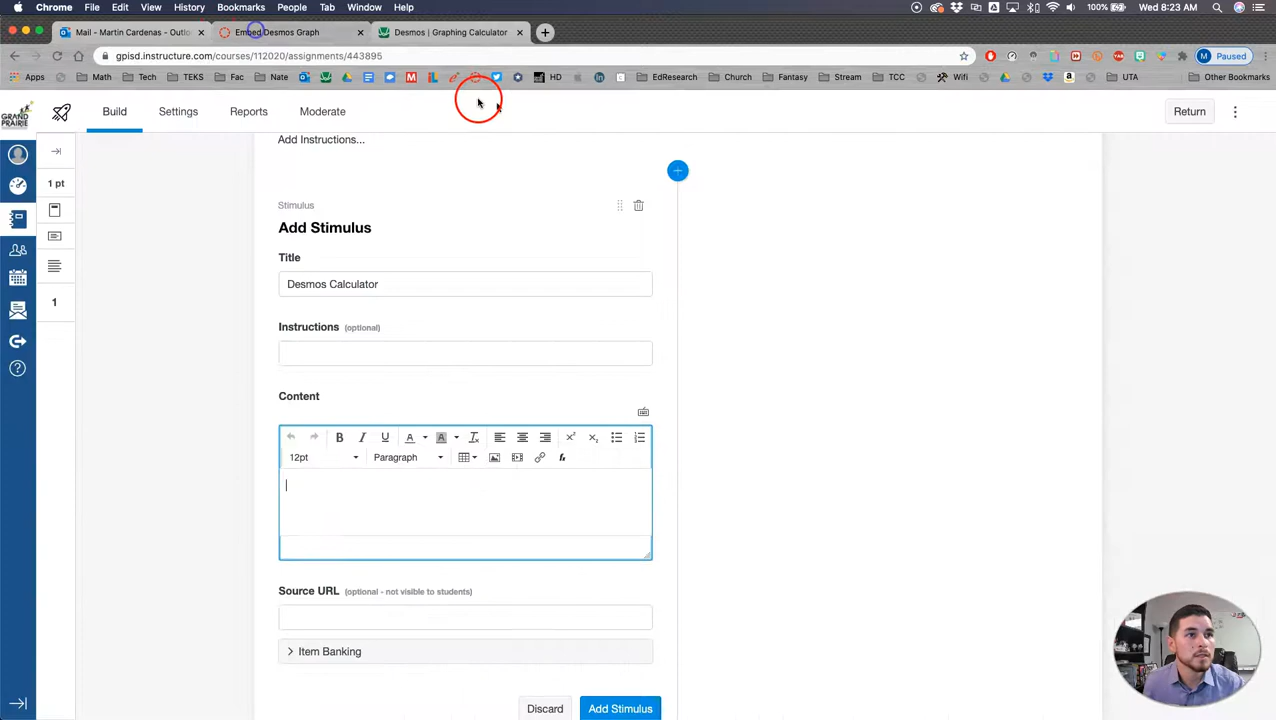 Chrome File Edit View History Bookmarks People Tab Window Help
Wed 8:23 AM
Mail - Martin Cardenas - Outlo
Embed Desmos Graph
Desmos | Graphing Calculator
gpisd.instructure.com/courses/112020/assignments/443895
M Paused
Apps Math Tech TEKS Fac Nate HD EdResearch Church Fantasy Stream TCC Wifi UTA Other Bookmarks
GRAND PRAIRIE
Build Settings Reports Moderate Return
Add Instructions...
1 pt
Stimulus
Add Stimulus
Title
Desmos Calculator
1
Instructions (optional)
Content
B I U A A
12pt Paragraph
Source URL (optional - not visible to students)
Item Banking
Discard Add Stimulus